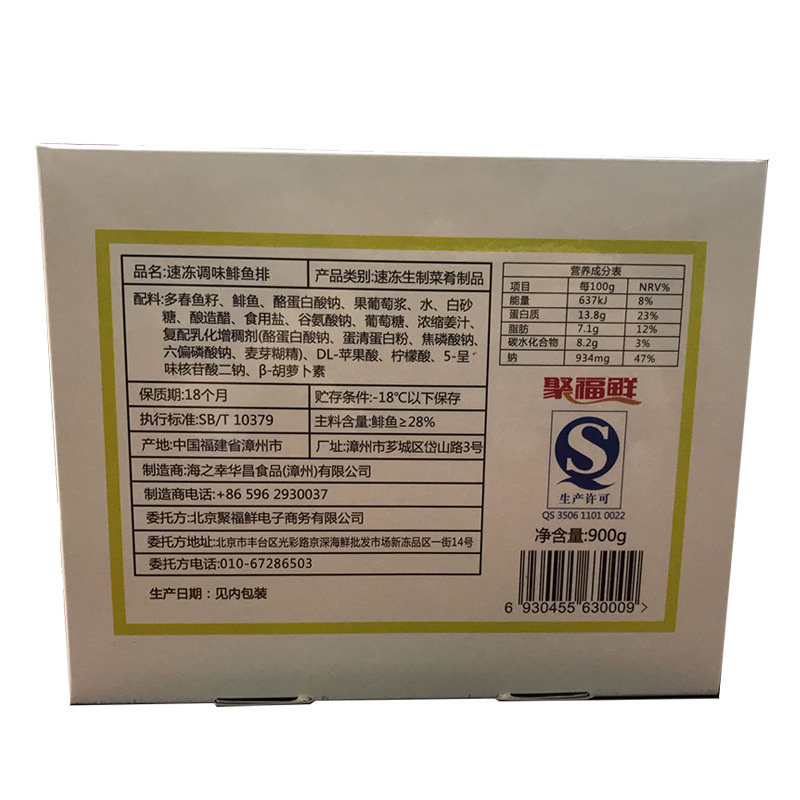 品名:速冻调味鲱鱼排
产品类别:速冻生制菜肴制品
配料:多春鱼籽、鲱鱼、酪蛋白酸钠、果葡萄浆、水、白砂
糖、酿造醋、食用盐、谷氨酸钠、葡萄糖、浓缩姜汁、
复配乳化增稠剂(酪蛋白酸钠、蛋清蛋白粉、焦磷酸钠、
六偏磷酸钠、麦芽糊精)、DL-苹果酸、柠檬酸、5-呈
味核苷酸二钠、β-胡萝卜素
保质期:18个月
贮存条件:-18℃以下保存
执行标准:SB/T 10379
主料含量:鲱鱼≥28%
产地:中国福建省漳州市
厂址:漳州市芗城区岱山路3号
制造商:海之幸华昌食品(漳州)有限公司
制造商电话:+86 596 2930037
委托方:北京聚福鲜电子商务有限公司
委托方地址:北京市丰台区光彩路京深海鲜批发市场新冻品区一街14号
委托方电话:010-67286503
生产日期:见内包装
营养成分表
项目 每100g NRV%
能量 637kJ 8%
蛋白质 13.8g 23%
脂肪 7.1g 12%
碳水化合物 8.2g 3%
钠 934mg 47%
聚福鲜
QS
生产许可
QS 3506 1101 0022
净含量:900g
6 930455 630009>